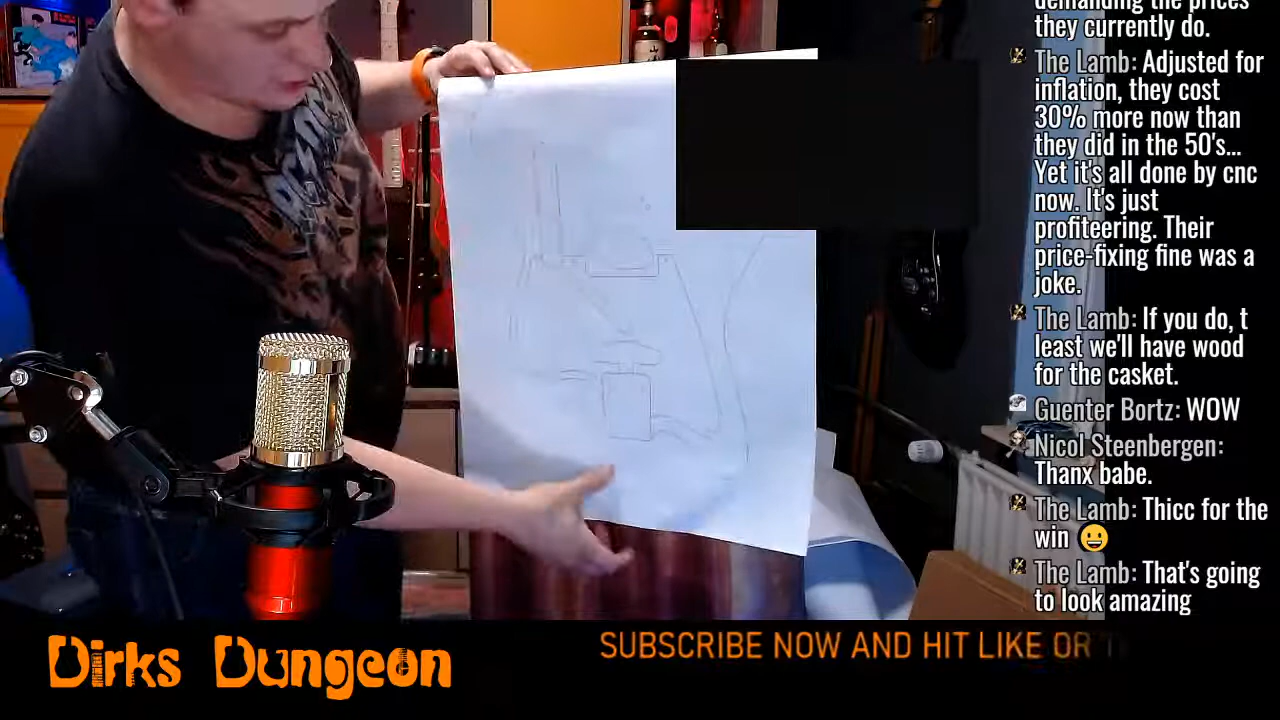 demanding the prices
they currently do.
The Lamb: Adjusted for
inflation, they cost
30% more now than
they did in the 50's...
Yet it's all done by cnc
now. It's just
profiteering. Their
price-fixing fine was a
joke.
The Lamb: If you do, t
least we'll have wood
for the casket.
Guenter Bortz: WOW
Nicol Steenbergen:
Thanx babe.
The Lamb: Thicc for the
win 😀
The Lamb: That's going
to look amazing
Dirks Dungeon
SUBSCRIBE NOW AND HIT LIKE OR